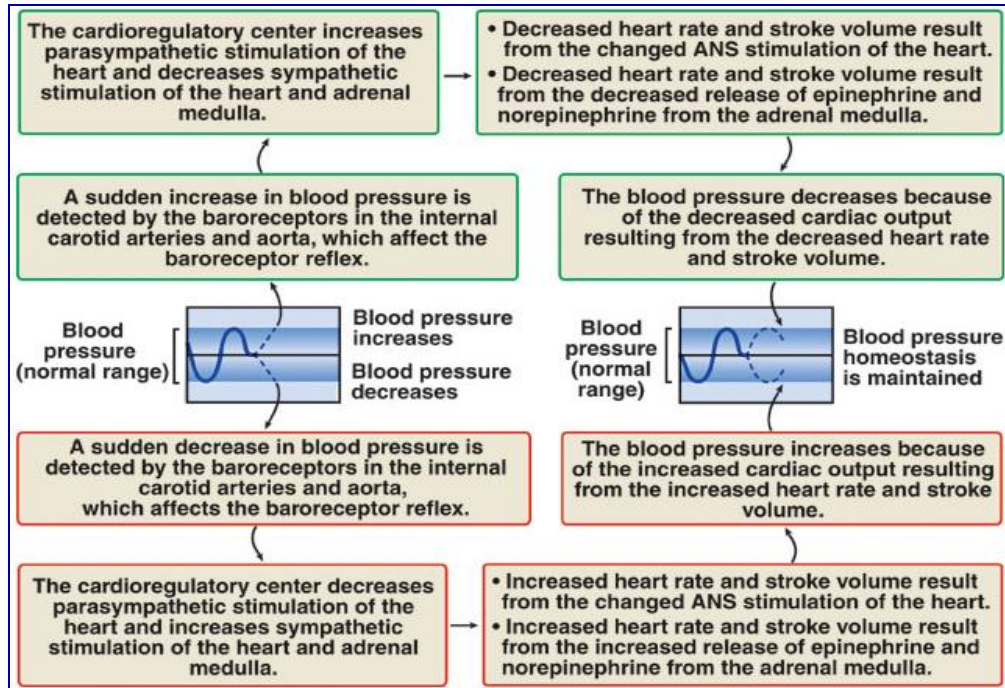 The cardioregulatory center increases
parasympathetic stimulation of the
heart and decreases sympathetic
stimulation of the heart and adrenal
medulla.
• Decreased heart rate and stroke volume result
from the changed ANS stimulation of the heart.
• Decreased heart rate and stroke volume result
from the decreased release of epinephrine and
norepinephrine from the adrenal medulla.
A sudden increase in blood pressure is
detected by the baroreceptors in the internal
carotid arteries and aorta, which affect the
baroreceptor reflex.
The blood pressure decreases because
of the decreased cardiac output
resulting from the decreased heart rate
and stroke volume.
Blood
pressure
(normal range)
Blood pressure
increases
Blood pressure
decreases
Blood
pressure
(normal
range)
Blood pressure
homeostasis
is maintained
A sudden decrease in blood pressure is
detected by the baroreceptors in the internal
carotid arteries and aorta,
which affects the baroreceptor reflex.
The blood pressure increases because
of the increased cardiac output resulting
from the increased heart rate and stroke
volume.
The cardioregulatory center decreases
parasympathetic stimulation of the
heart and increases sympathetic
stimulation of the heart and adrenal
medulla.
• Increased heart rate and stroke volume result
from the changed ANS stimulation of the heart.
• Increased heart rate and stroke volume result
from the increased release of epinephrine and
norepinephrine from the adrenal medulla.